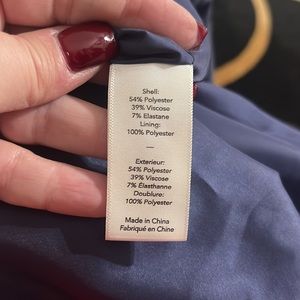 Shell:
54% Polyester
39% Viscose
7% Elastane
Lining:
100% Polyester
—
Exterieur:
54% Polyester
39% Viscose
7% Élasthanne
Doublure:
100% Polyester
Made in China
Fabriqué en Chine